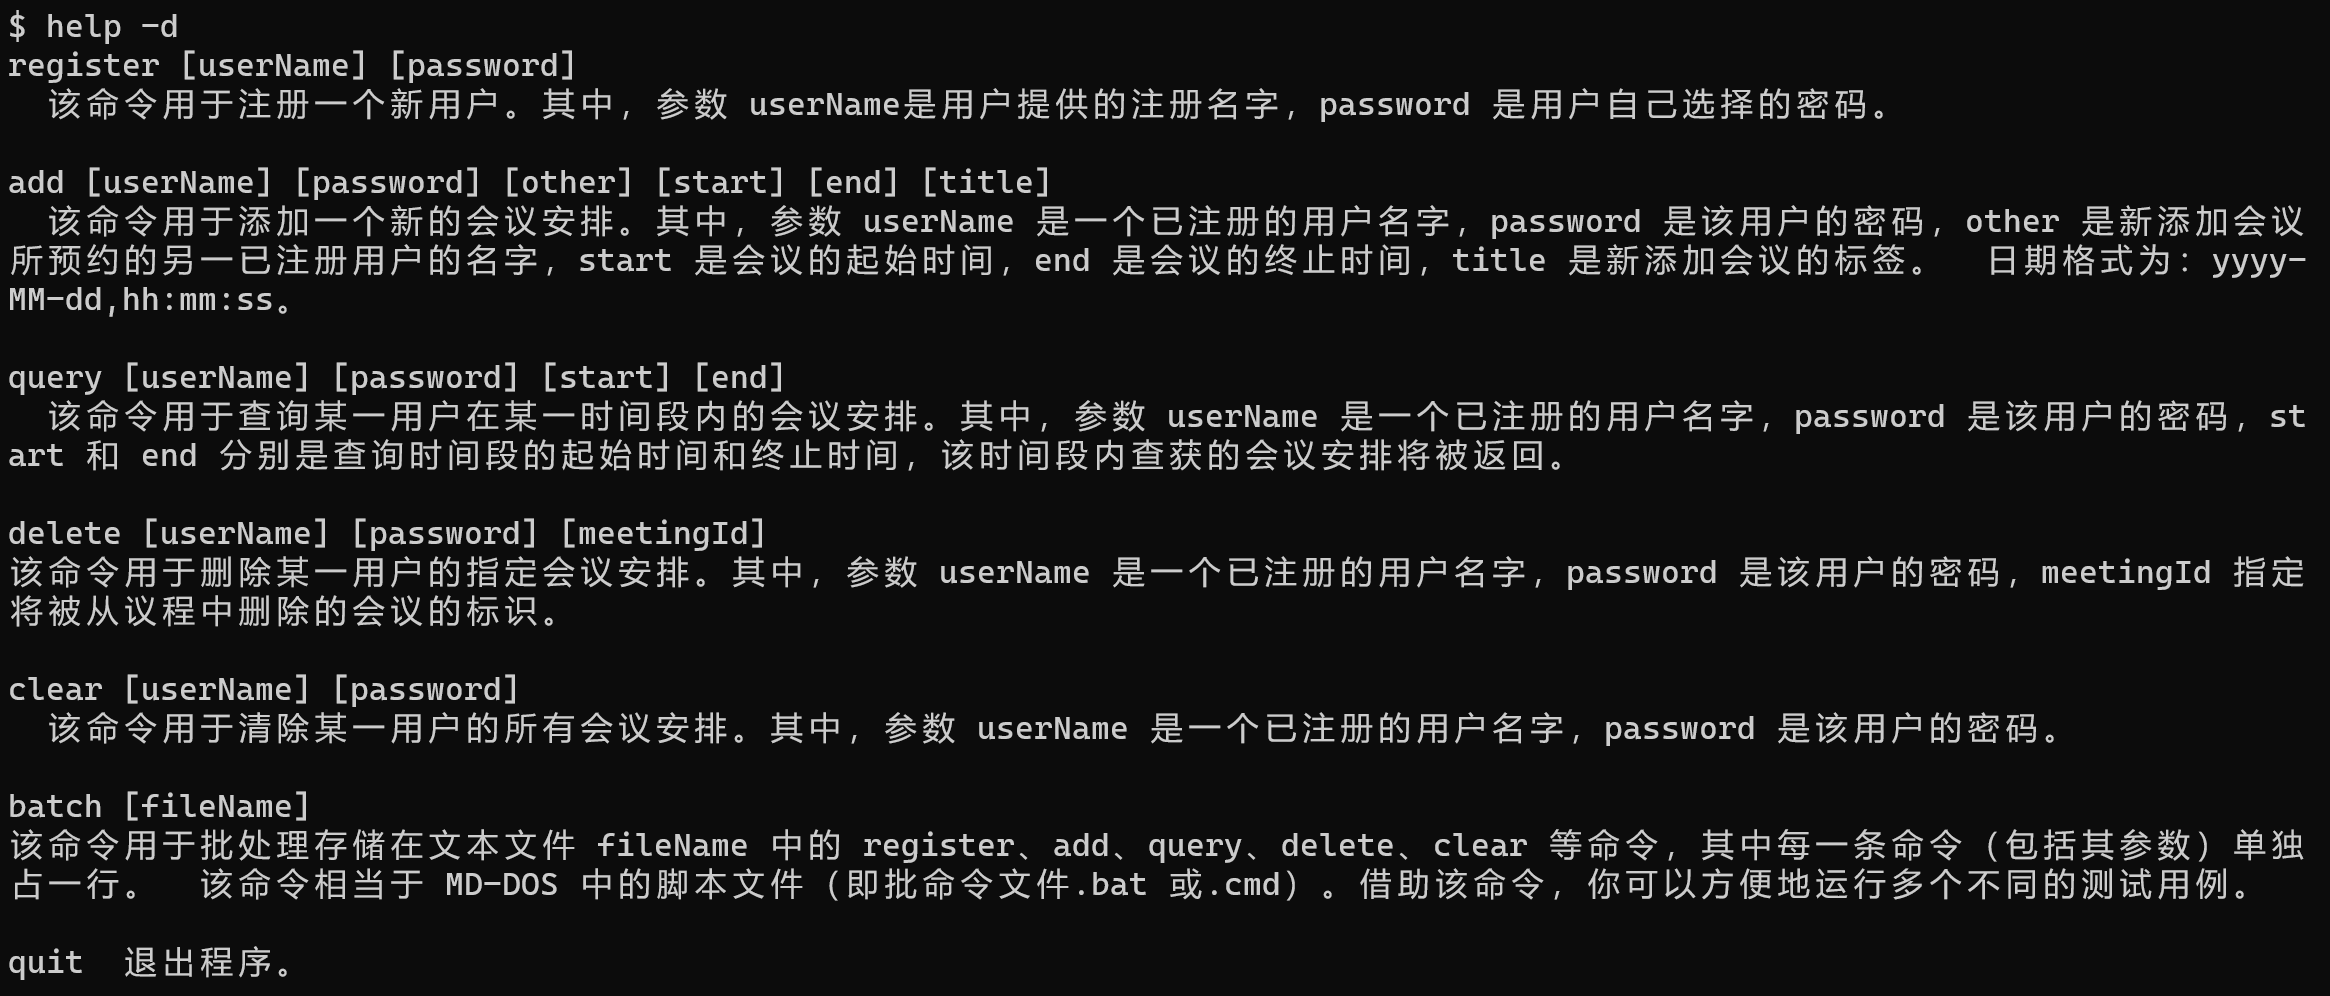 $ help -d
register [userName] [password]
  该命令用于注册一个新用户。其中，参数 userName是用户提供的注册名字，password 是用户自己选择的密码。
add [userName] [password] [other] [start] [end] [title]
  该命令用于添加一个新的会议安排。其中，参数 userName 是一个已注册的用户名字，password 是该用户的密码，other 是新添加会议
所预约的另一已注册用户的名字，start 是会议的起始时间，end 是会议的终止时间，title 是新添加会议的标签。  日期格式为：yyyy-
MM-dd,hh:mm:ss。
query [userName] [password] [start] [end]
  该命令用于查询某一用户在某一时间段内的会议安排。其中，参数 userName 是一个已注册的用户名字，password 是该用户的密码，st
art 和 end 分别是查询时间段的起始时间和终止时间，该时间段内查获的会议安排将被返回。
delete [userName] [password] [meetingId]
该命令用于删除某一用户的指定会议安排。其中，参数 userName 是一个已注册的用户名字，password 是该用户的密码，meetingId 指定
将被从议程中删除的会议的标识。
clear [userName] [password]
  该命令用于清除某一用户的所有会议安排。其中，参数 userName 是一个已注册的用户名字，password 是该用户的密码。
batch [fileName]
该命令用于批处理存储在文本文件 fileName 中的 register、add、query、delete、clear 等命令，其中每一条命令（包括其参数）单独
占一行。  该命令相当于 MD-DOS 中的脚本文件（即批命令文件.bat 或.cmd）。借助该命令，你可以方便地运行多个不同的测试用例。
quit  退出程序。